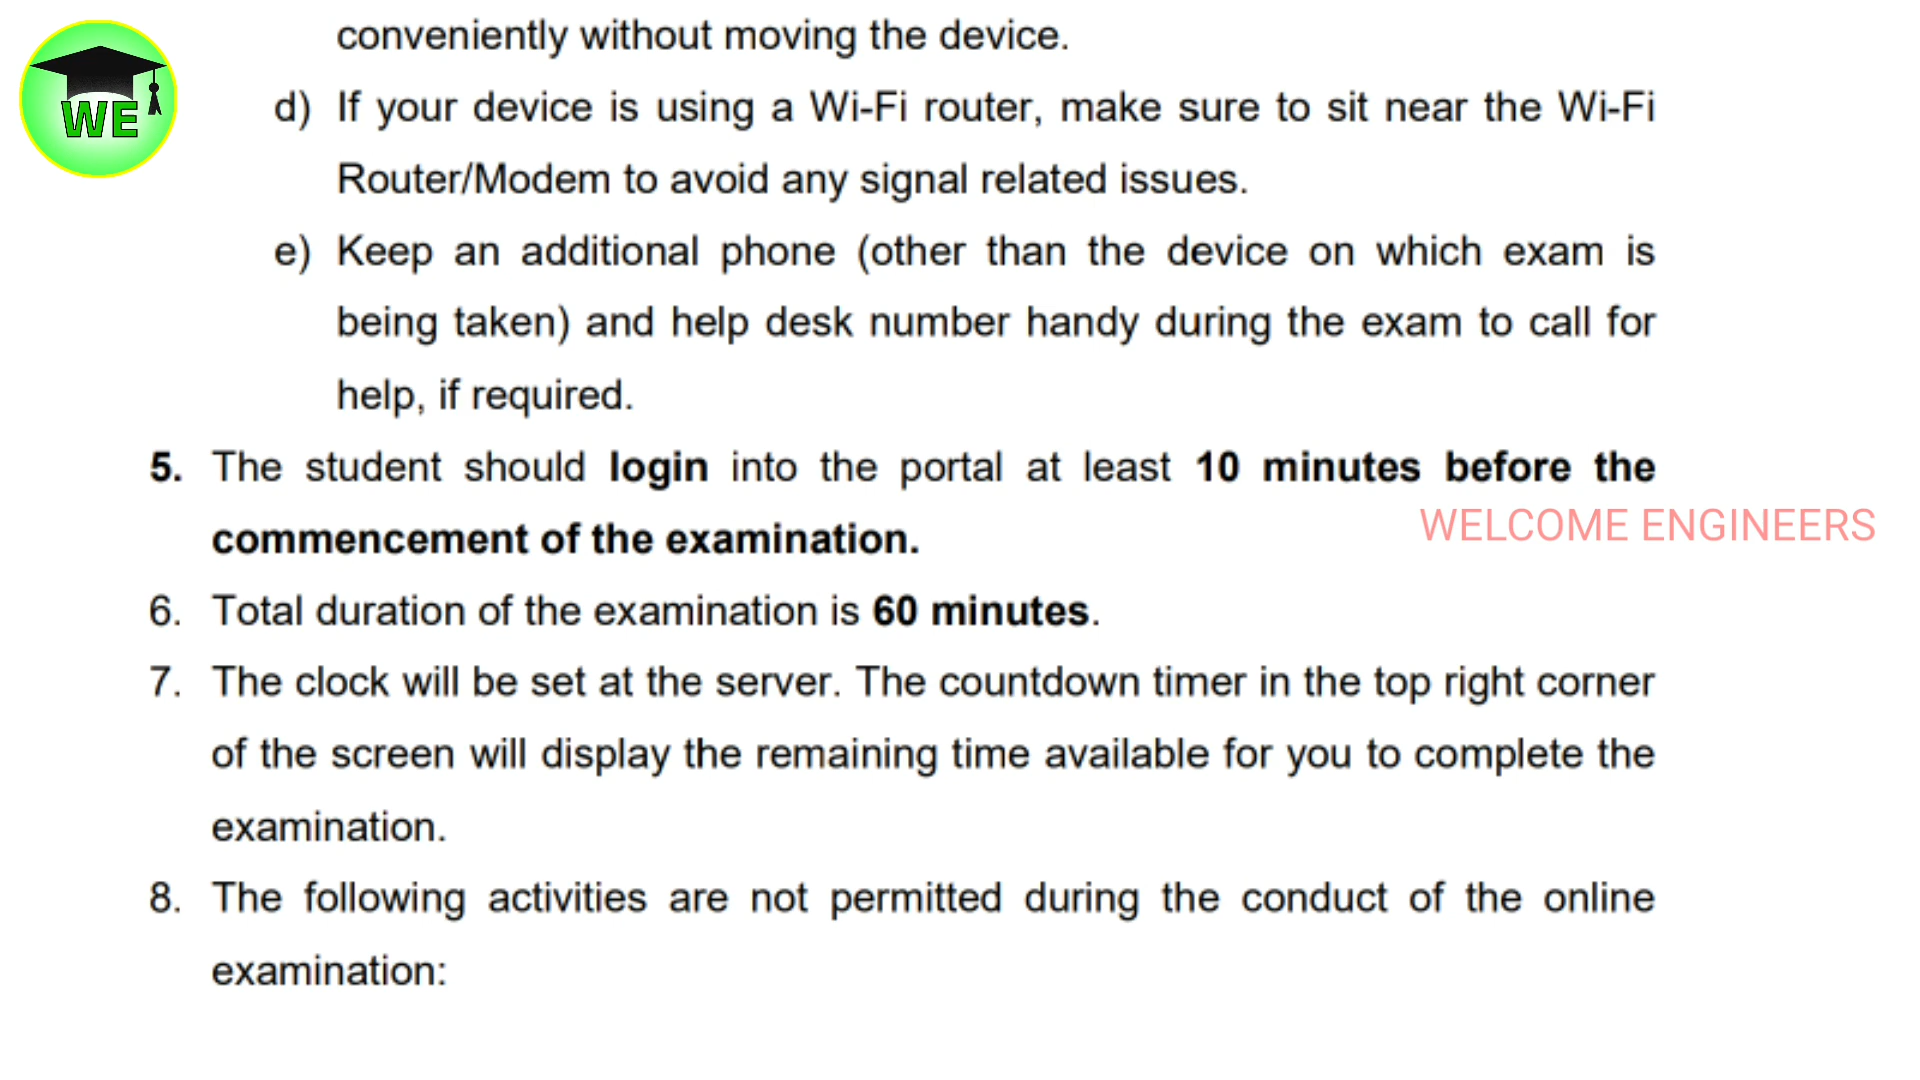 conveniently without moving the device.
WE
d) If your device is using a Wi-Fi router, make sure to sit near the Wi-Fi
Router/Modem to avoid any signal related issues.
e) Keep an additional phone (other than the device on which exam is
being taken) and help desk number handy during the exam to call for
help, if required.
5. The student should login into the portal at least 10 minutes before the
commencement of the examination.
WELCOME ENGINEERS
6. Total duration of the examination is 60 minutes.
7. The clock will be set at the server. The countdown timer in the top right corner
of the screen will display the remaining time available for you to complete the
examination.
8. The following activities are not permitted during the conduct of the online
examination: